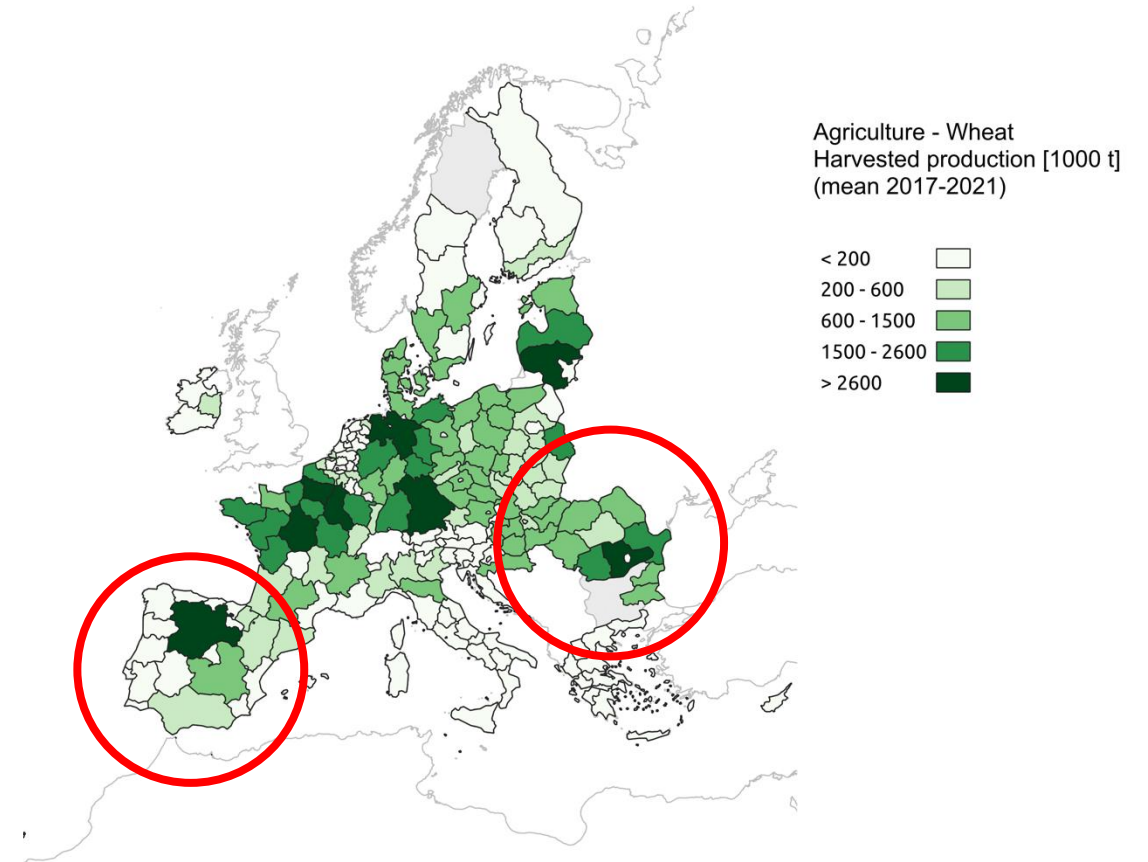 Agriculture - Wheat
Harvested production [1000 t]
(mean 2017-2021)
< 200
200 - 600
600 - 1500
1500 - 2600
> 2600